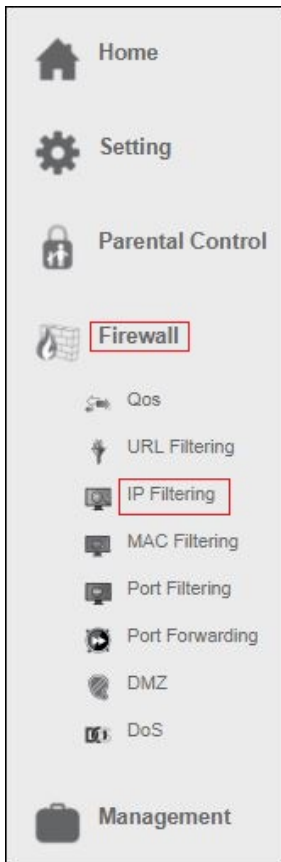 Home
Setting
Parental Control
Firewall
Qos
URL Filtering
IP Filtering
MAC Filtering
Port Filtering
Port Forwarding
DMZ
DoS
Management